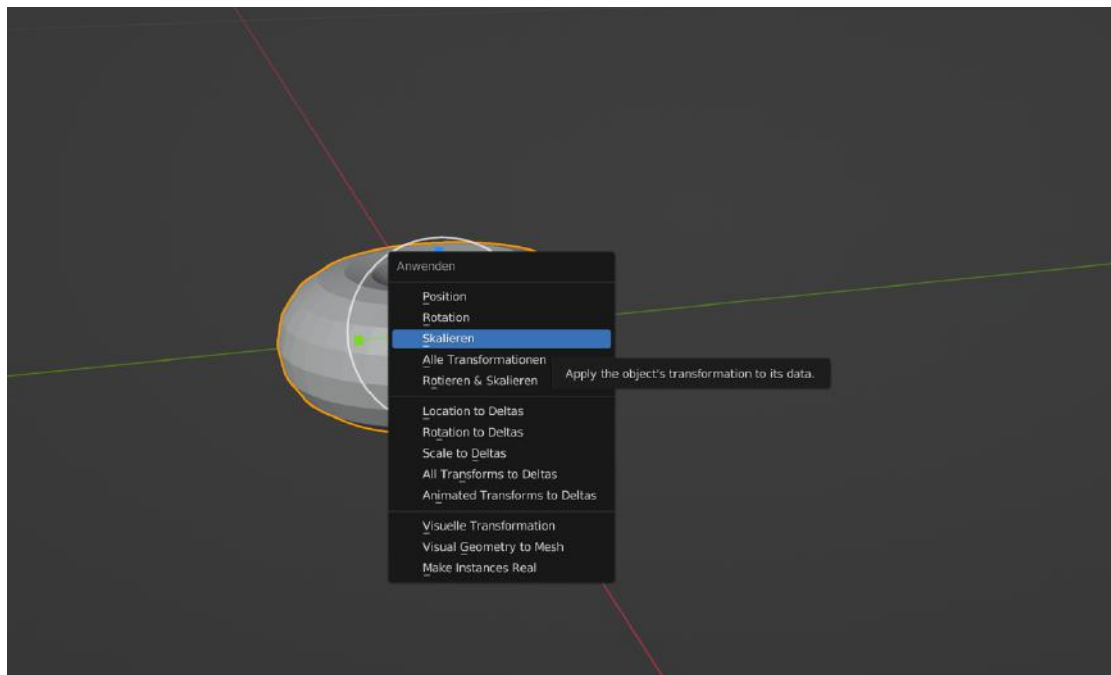 Anwenden
Position
Rotation
Skalieren
Alle Transformationen
Apply the object's transformation to its data.
Rotieren & Skalieren
Location to Deltas
Rotation to Deltas
Scale to Deltas
All Transforms to Deltas
Animated Transforms to Deltas
Visuelle Transformation
Visual Geometry to Mesh
Make Instances Real